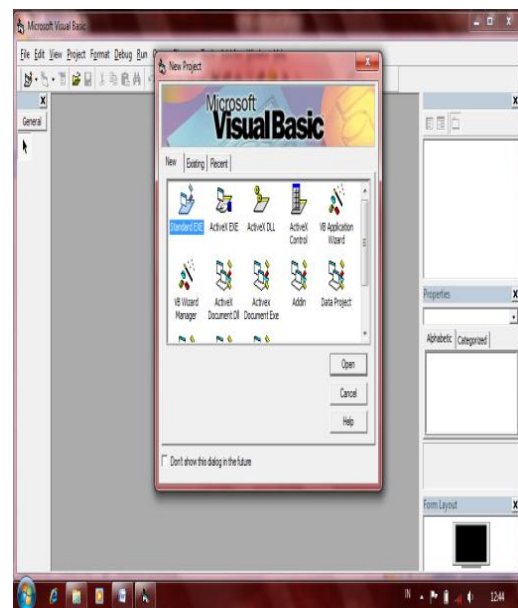 Microsoft Visual Basic
File Edit View Project Format Debug Run
New Project
General
Microsoft
Visual Basic
New Existing Recent
Standard EXE ActiveX EXE ActiveX DLL ActiveX Control VB Application Wizard
VB Wizard Manager ActiveX Document Dll Activex Document Exe Addin Data Project
Open
Cancel
Help
Don't show this dialog in the future
Properties
Alphabetic Categorized
Form Layout
IN
12:44